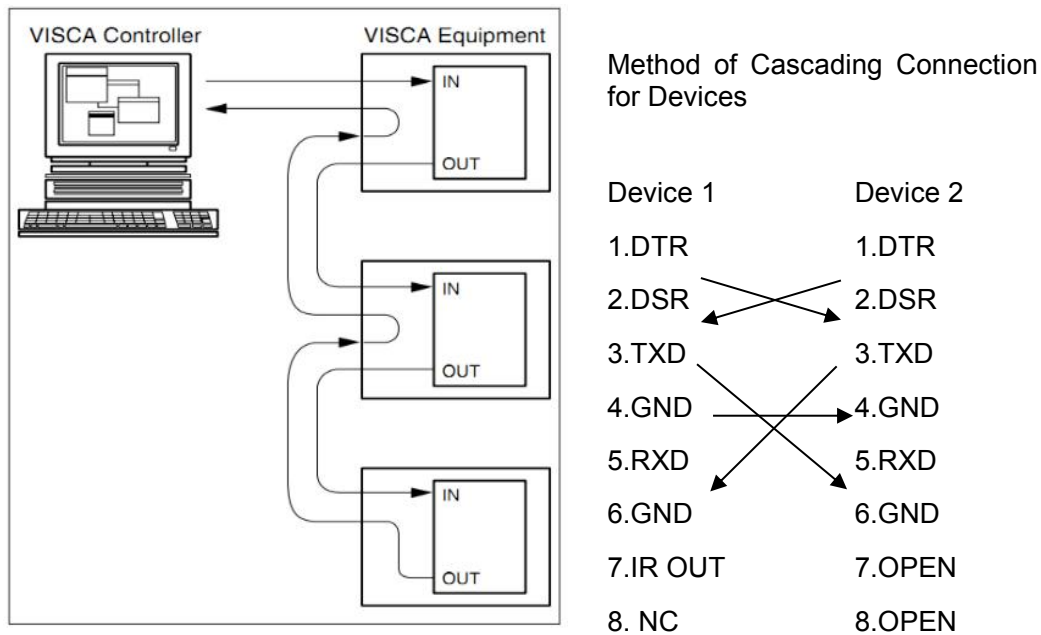 VISCA Controller
VISCA Equipment
IN
OUT
IN
OUT
IN
OUT
Method of Cascading Connection
for Devices
Device 1 Device 2
1.DTR 1.DTR
2.DSR 2.DSR
3.TXD 3.TXD
4.GND 4.GND
5.RXD 5.RXD
6.GND 6.GND
7.IR OUT 7.OPEN
8. NC 8.OPEN